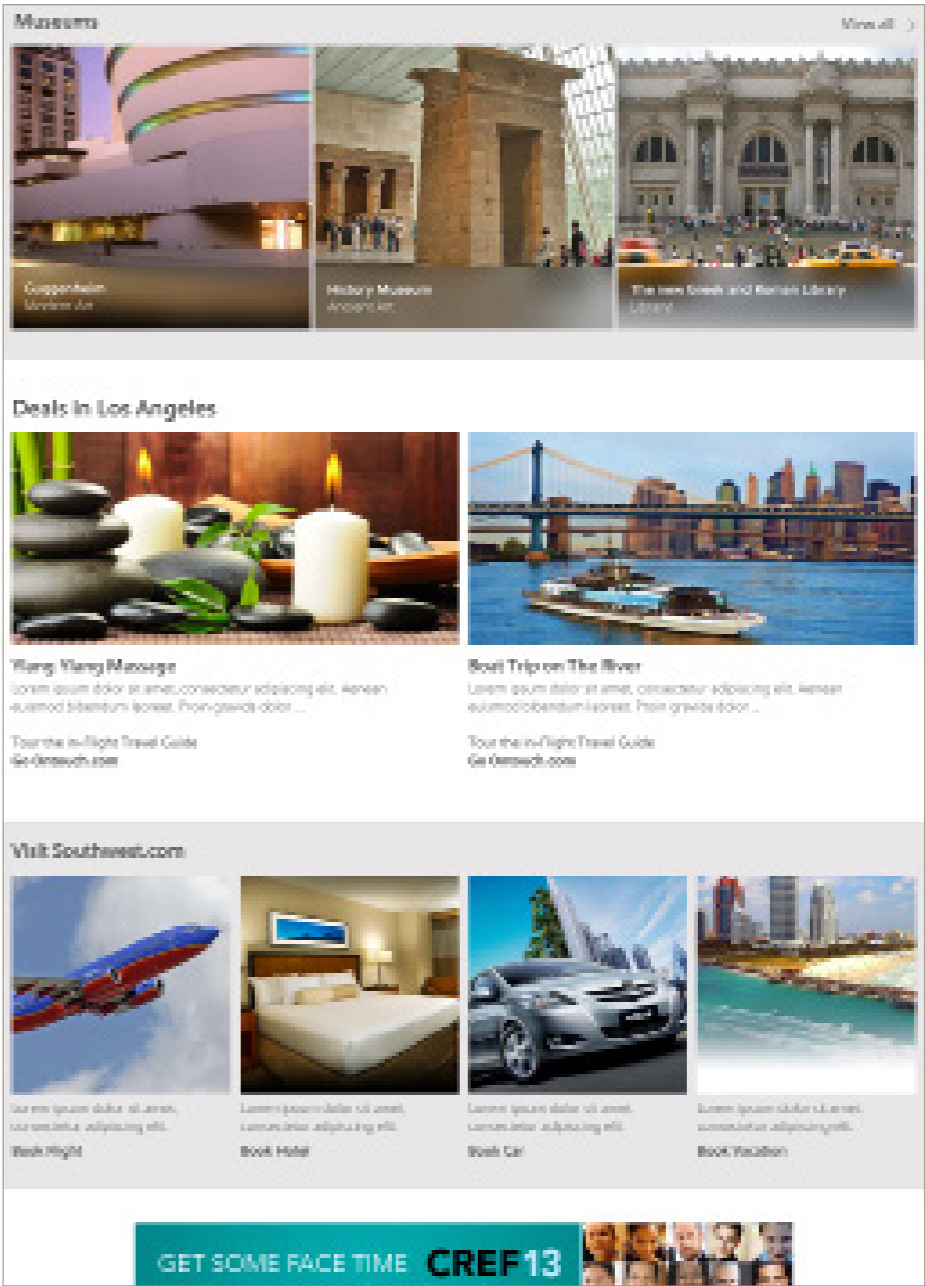 Museums
View all
Guggenheim
Modern Art
History Museum
Ancient Art
The new Greek and Roman Library
Library
Deals in Los Angeles
Ylang Ylang Massage
Lorem ipsum dolor sit amet, consectetur adipiscing elit. Aenean
euismod bibendum laoreet. Proin gravida dolor ...
Tour the in-flight Travel Guide
Go Ontouch.com
Boat Trip on The River
Lorem ipsum dolor sit amet, consectetur adipiscing elit. Aenean
euismod bibendum laoreet. Proin gravida dolor ...
Tour the in-flight Travel Guide
Go Ontouch.com
Visit Southwest.com
Lorem ipsum dolor sit amet,
consectetur adipiscing elit.
Book Flight
Lorem ipsum dolor sit amet,
consectetur adipiscing elit.
Book Hotel
Lorem ipsum dolor sit amet,
consectetur adipiscing elit.
Book Car
Lorem ipsum dolor sit amet,
consectetur adipiscing elit.
Book Vacation
GET SOME FACE TIME CREF13